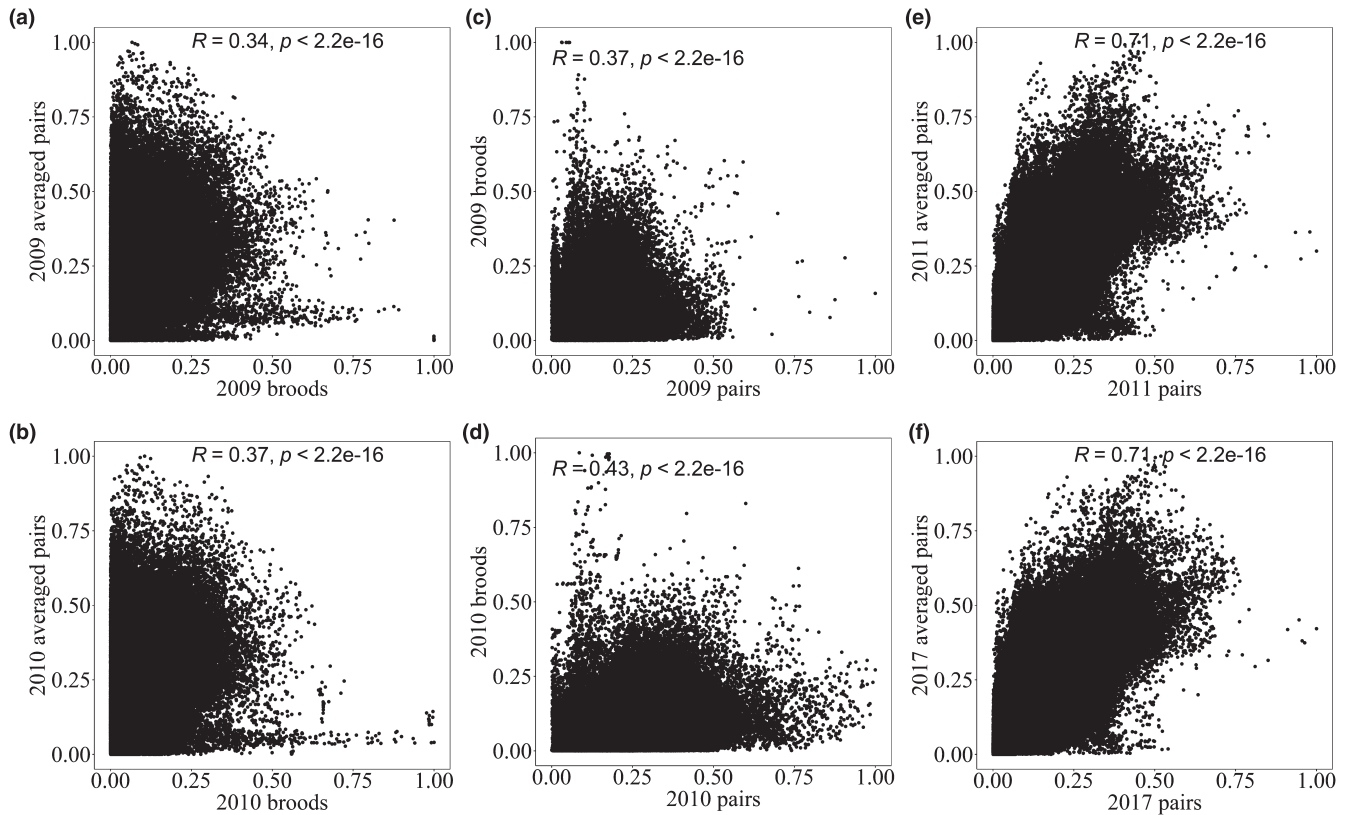 (a)
R = 0.34, p < 2.2e-16
1.00
0.75
0.50
0.25
0.00
2009 averaged pairs
0.00 0.25 0.50 0.75 1.00
2009 broods
(c)
R = 0.37, p < 2.2e-16
1.00
0.75
0.50
0.25
0.00
2009 broods
0.00 0.25 0.50 0.75 1.00
2009 pairs
(e)
R = 0.71, p < 2.2e-16
1.00
0.75
0.50
0.25
0.00
2011 averaged pairs
0.00 0.25 0.50 0.75 1.00
2011 pairs
(b)
R = 0.37, p < 2.2e-16
1.00
0.75
0.50
0.25
0.00
2010 averaged pairs
0.00 0.25 0.50 0.75 1.00
2010 broods
(d)
R = 0.43, p < 2.2e-16
1.00
0.75
0.50
0.25
0.00
2010 broods
0.00 0.25 0.50 0.75 1.00
2010 pairs
(f)
R = 0.71, p < 2.2e-16
1.00
0.75
0.50
0.25
0.00
2017 averaged pairs
0.00 0.25 0.50 0.75 1.00
2017 pairs